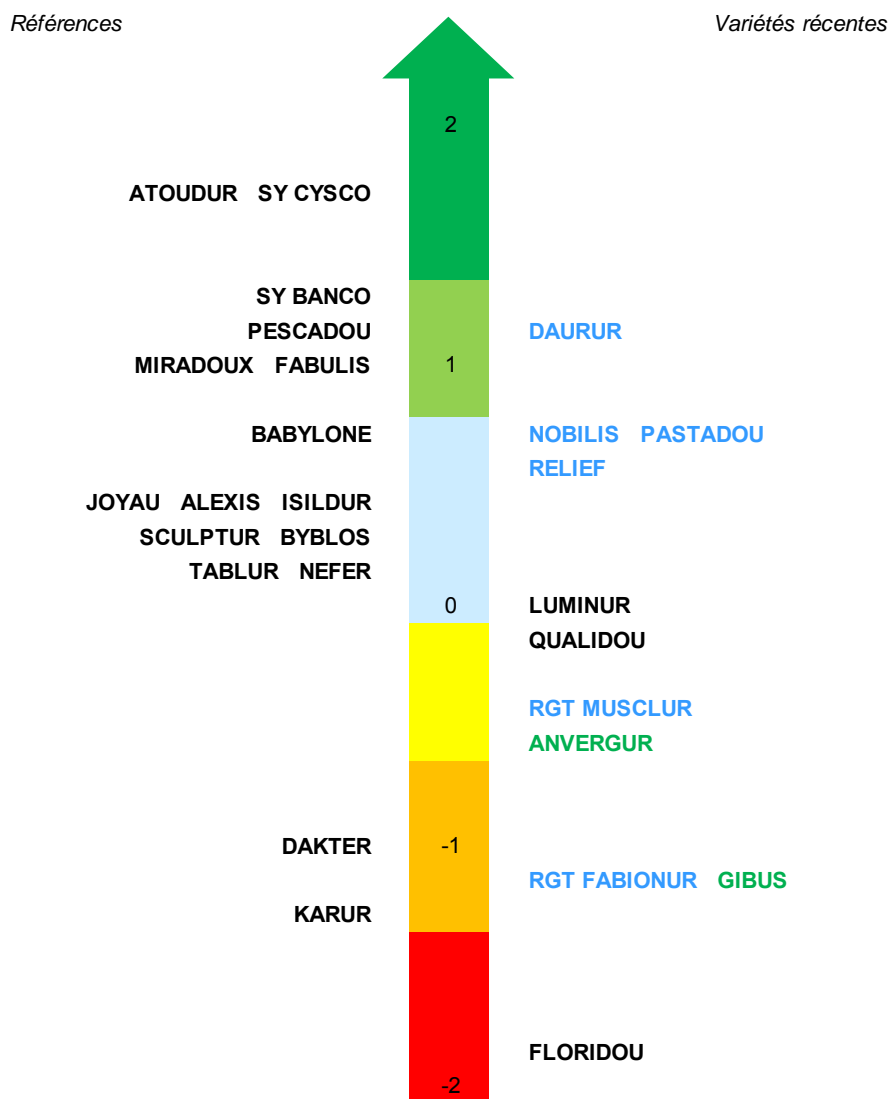 Références Variétés récentes
2
ATOUDUR SY CYSCO
SY BANCO
PESCADOU DAURUR
MIRADOUX FABULIS 1
BABYLONE NOBILIS PASTADOU
RELIEF
JOYAU ALEXIS ISILDUR
SCULPTUR BYBLOS
TABLUR NEFER
0 LUMINUR
QUALIDOU
RGT MUSCLUR
ANVERGUR
DAKTER -1
RGT FABIONUR GIBUS
KARUR
FLORIDOU
-2